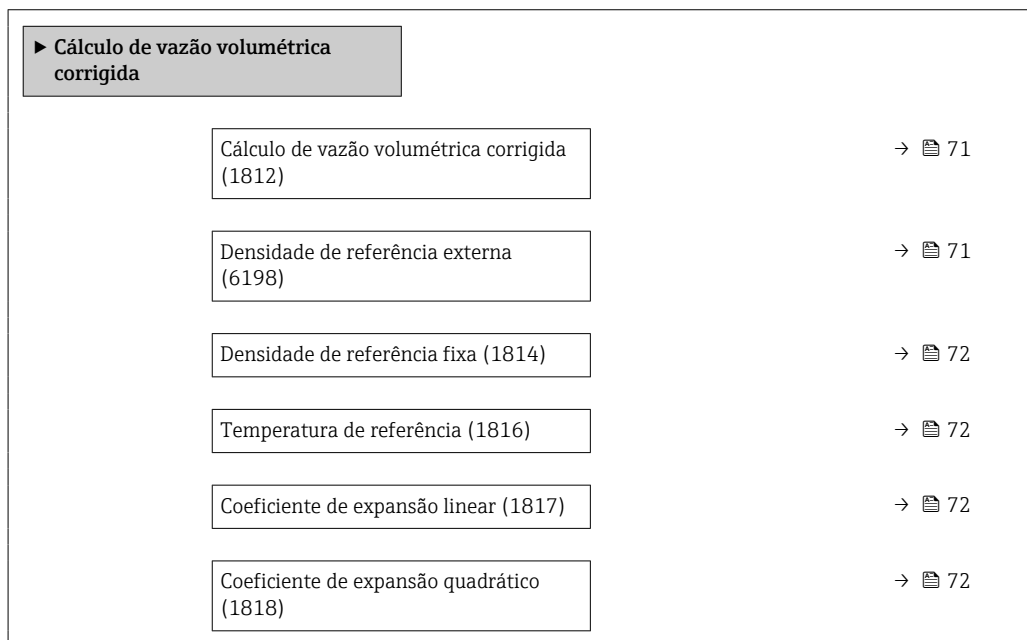 ▶ Cálculo de vazão volumétrica
corrigida
Cálculo de vazão volumétrica corrigida → 71
(1812)
Densidade de referência externa → 71
(6198)
Densidade de referência fixa (1814) → 72
Temperatura de referência (1816) → 72
Coeficiente de expansão linear (1817) → 72
Coeficiente de expansão quadrático → 72
(1818)